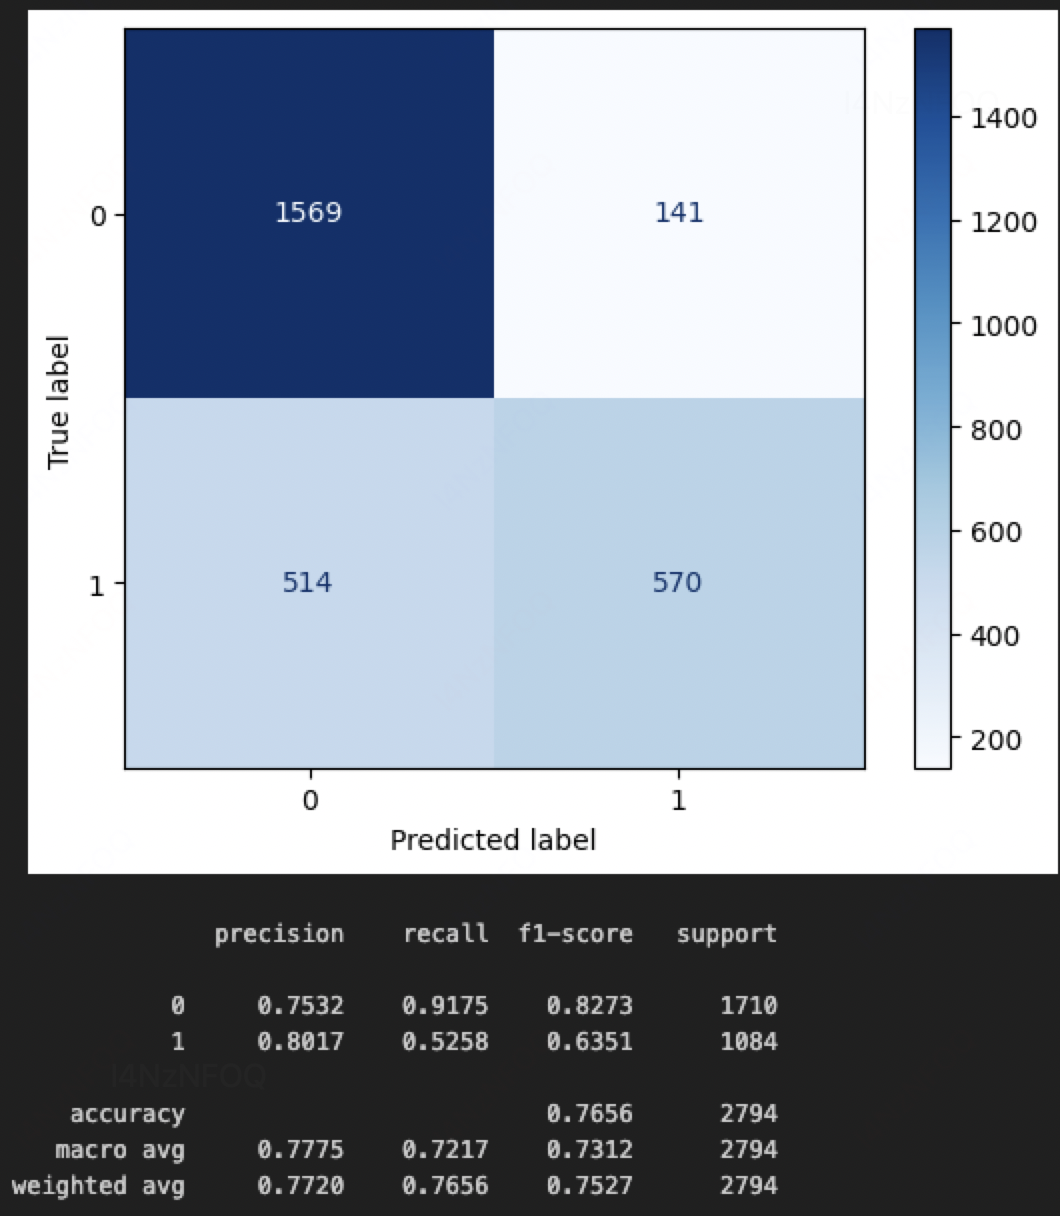 1400
0
1569
141
1200
1000
True label
800
600
1
514
570
400
200
0
1
Predicted label
precision recall f1-score support
0 0.7532 0.9175 0.8273 1710
1 0.8017 0.5258 0.6351 1084
I4NzNFOQ
accuracy 0.7656 2794
macro avg 0.7775 0.7217 0.7312 2794
weighted avg 0.7720 0.7656 0.7527 2794